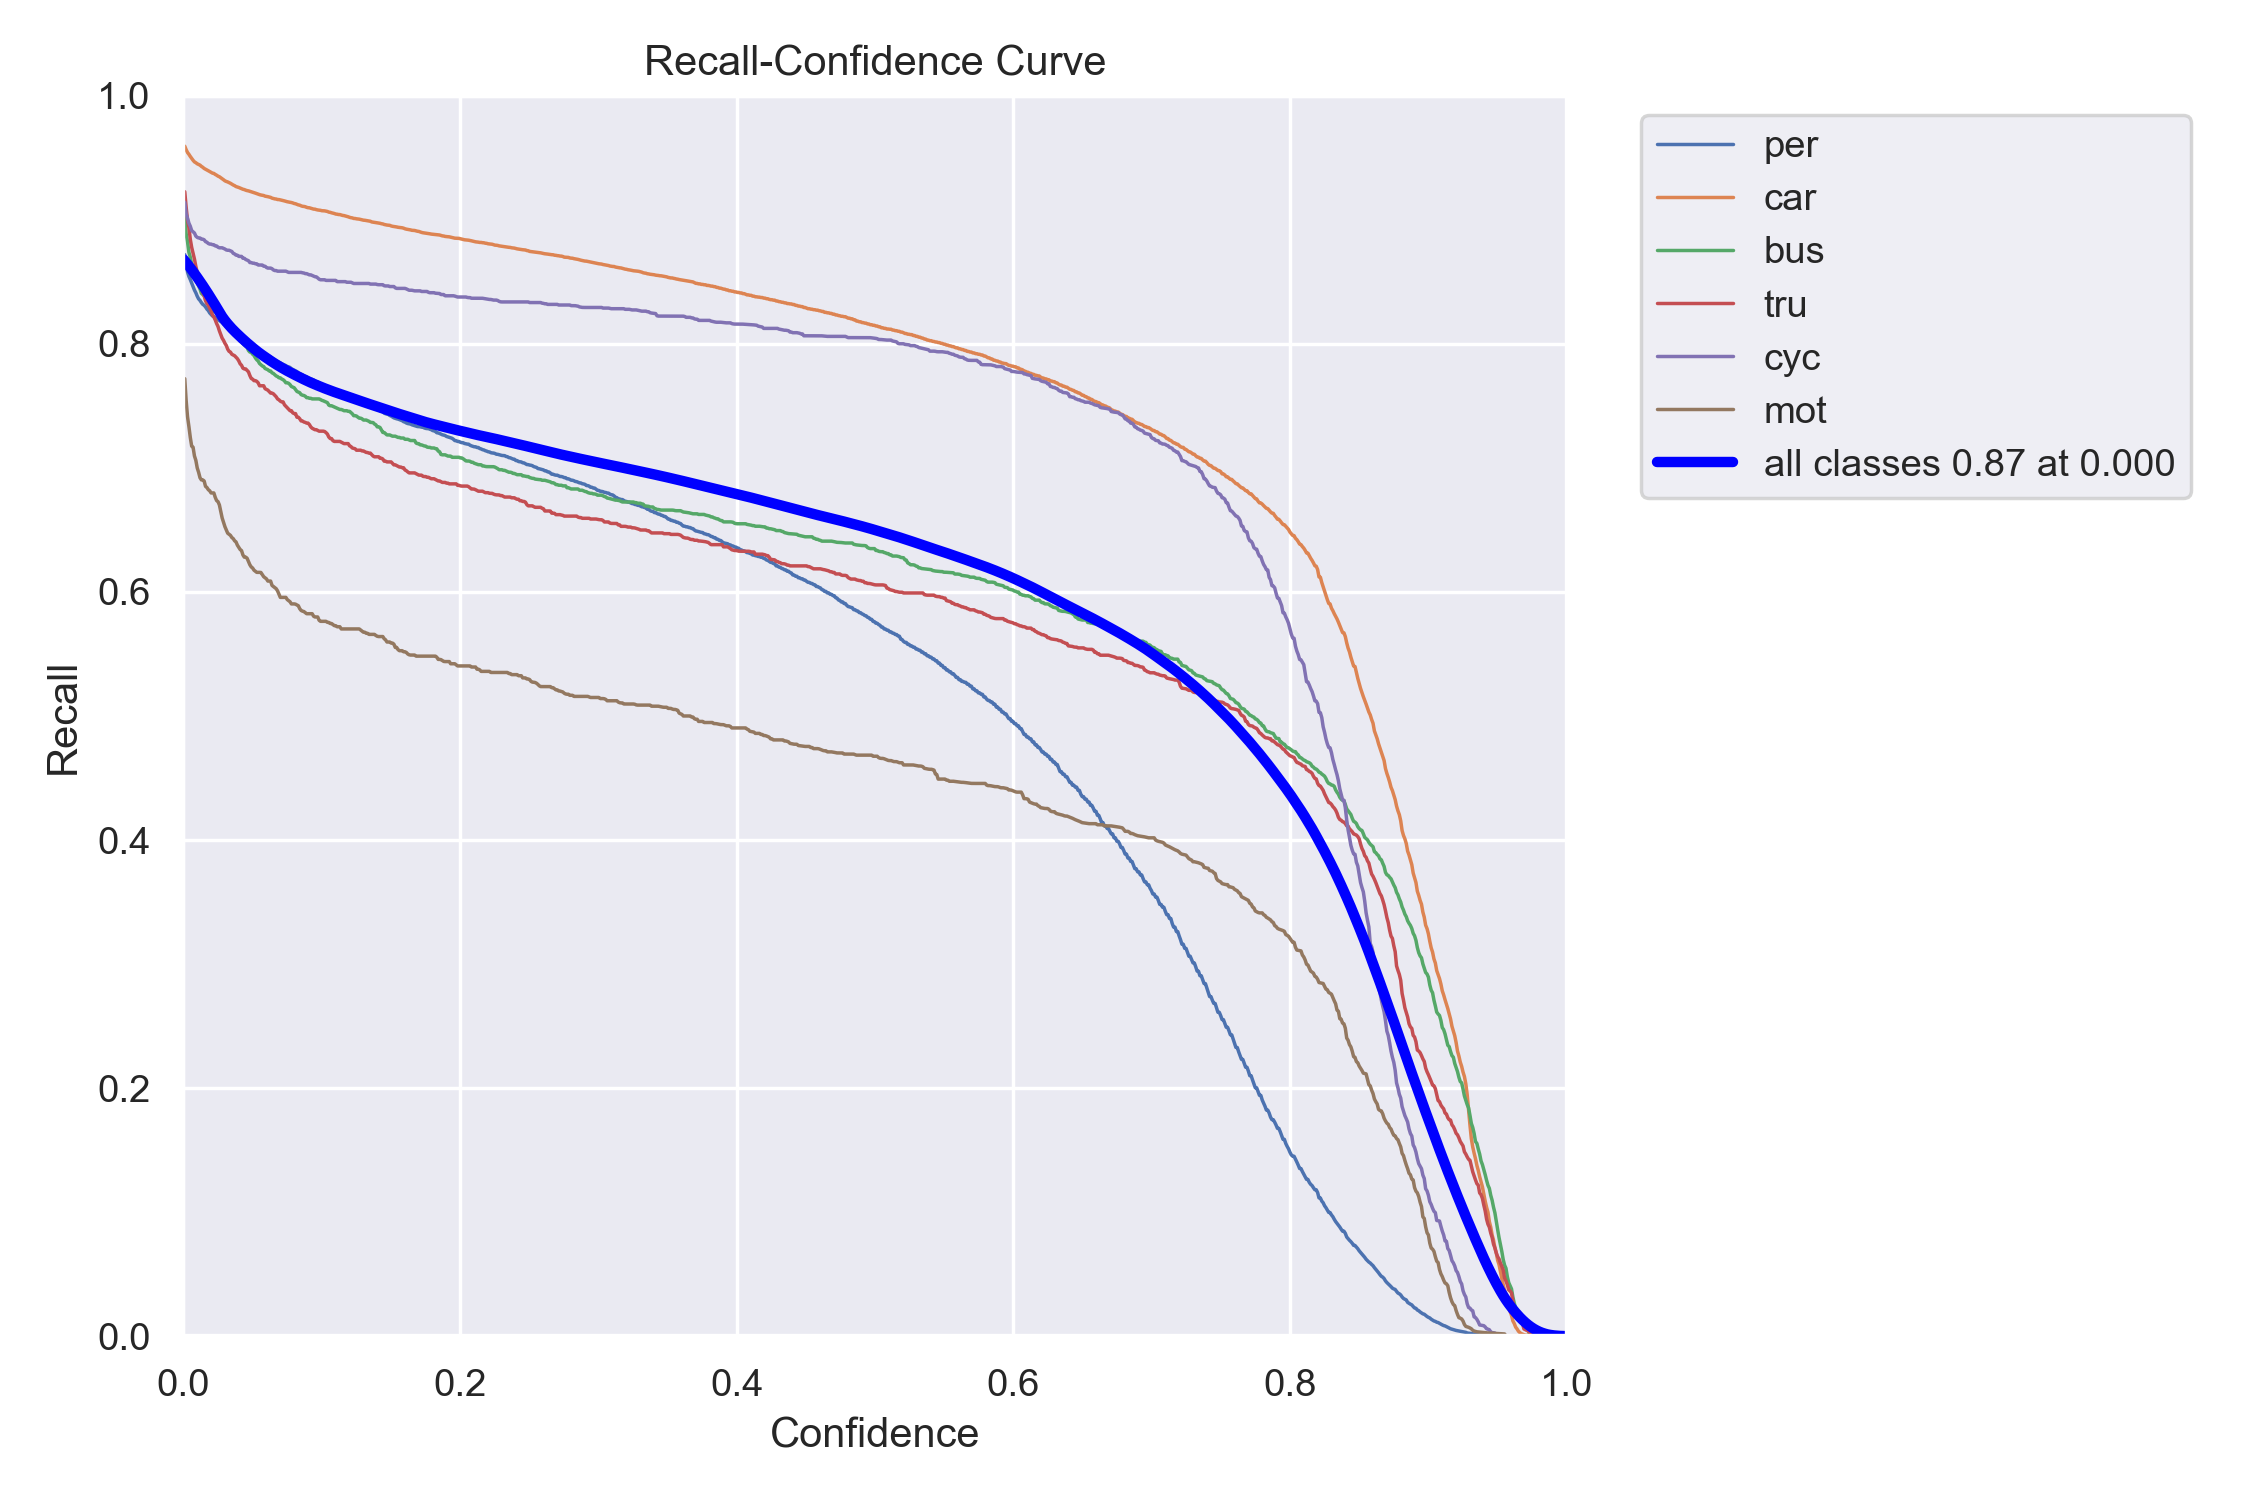 Recall-Confidence Curve
1.0
0.8
0.6
0.4
0.2
0.0
Recall
0.0 0.2 0.4 0.6 0.8 1.0
Confidence
per
car
bus
tru
cyc
mot
all classes 0.87 at 0.000